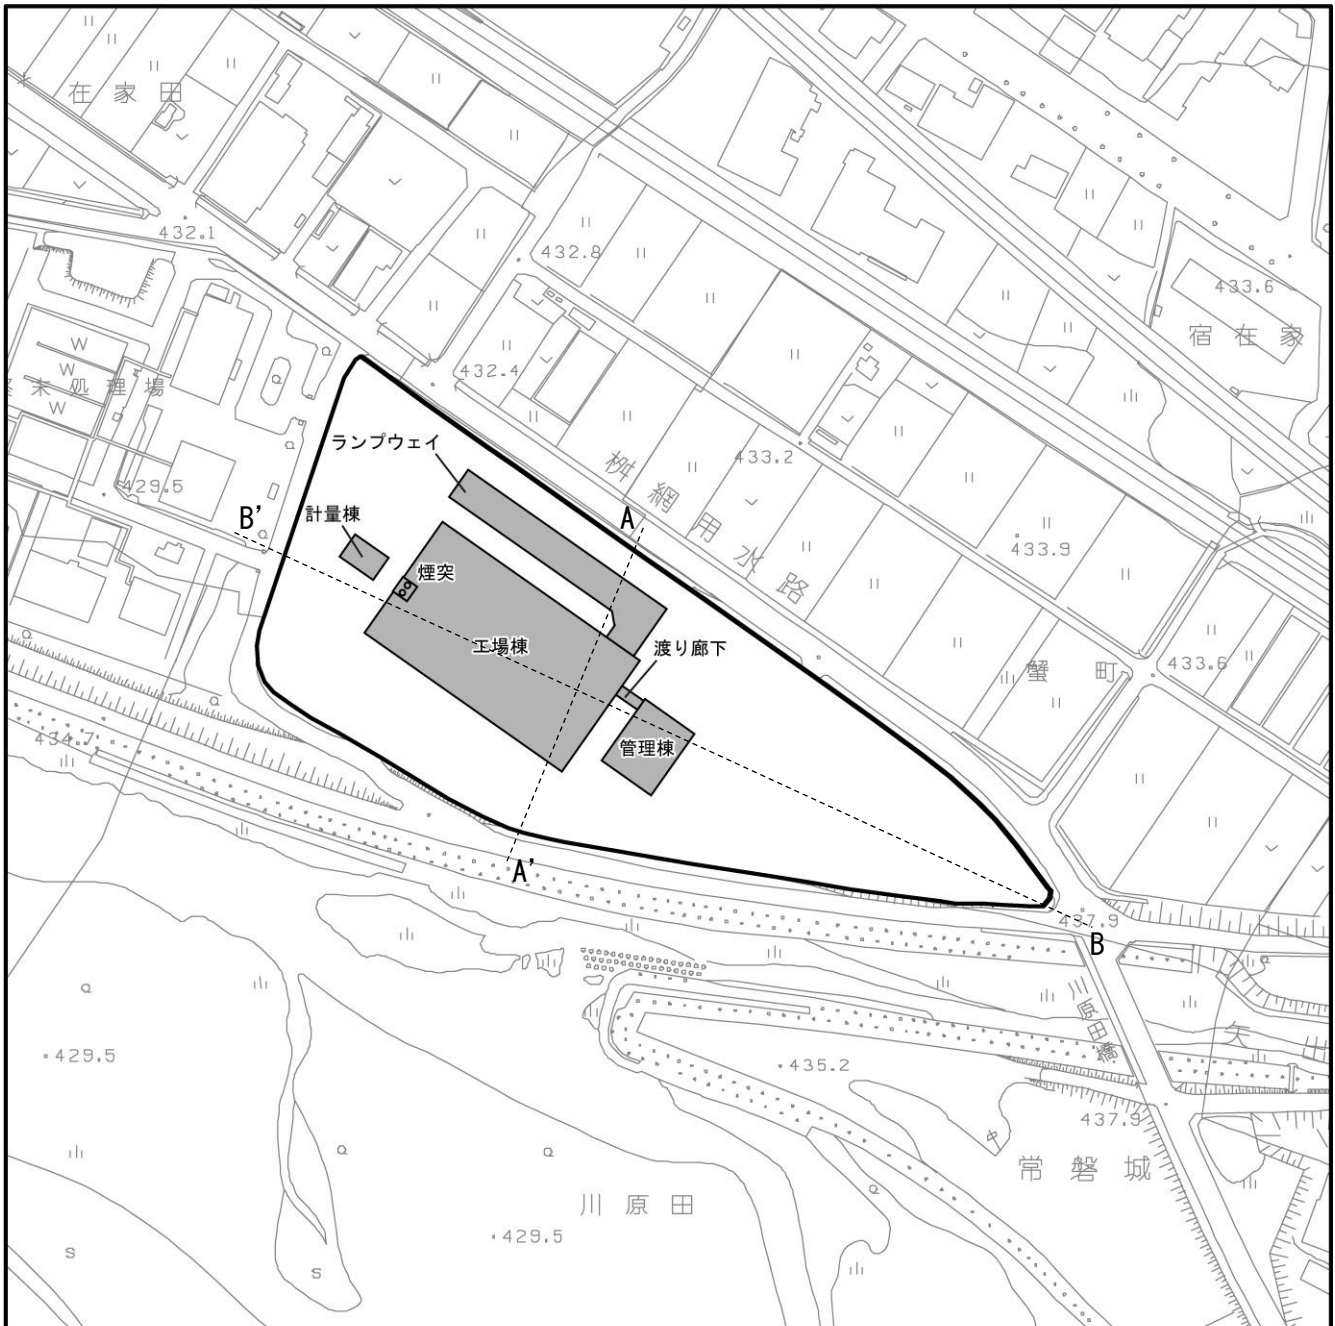 在家田
432.1
432.8
433.6
宿在家
W
W
W
末処理場
432.4
ランプウェイ
433.2
桝網用水路
429.5
B'
計量棟
A
433.9
煙突
工場棟
渡り廊下
蟹町
433.6
434.7
管理棟
A'
437.9
B
川原田橋
矢
429.5
435.2
437.9
常磐城
川原田
429.5
S
S